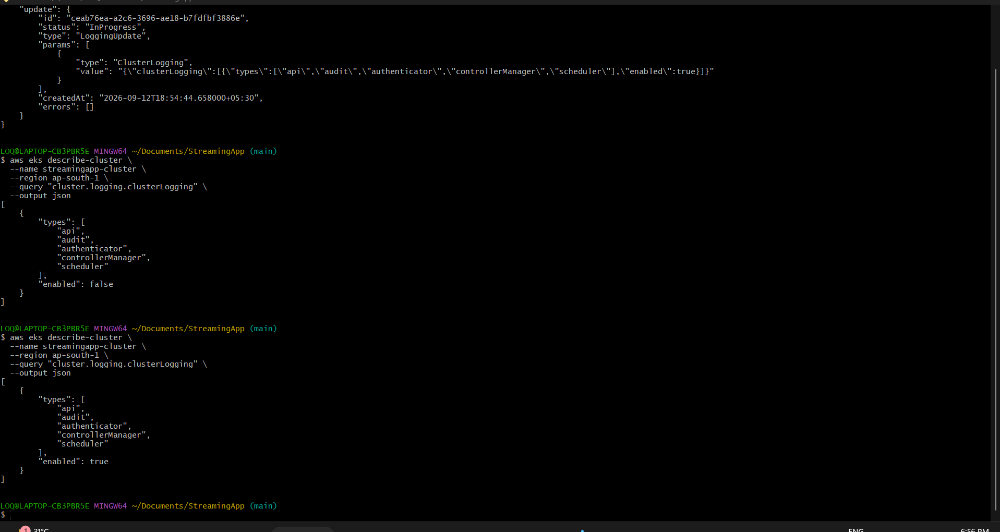 "update": {
        "id": "ceab76ea-a2c6-3696-ae18-b7fdfbf3886e",
        "status": "InProgress",
        "type": "LoggingUpdate",
        "params": [
            {
                "type": "ClusterLogging",
                "value": "{\"clusterLogging\":[{\"types\":[\"api\",\"audit\",\"authenticator\",\"controllerManager\",\"scheduler\"],\"enabled\":true}]}"
            }
        ],
        "createdAt": "2026-09-12T18:54:44.658000+05:30",
        "errors": []
    }
}
LOQ@LAPTOP-CB3PBR5E MINGW64 ~/Documents/StreamingApp (main)
$ aws eks describe-cluster \
  --name streamingapp-cluster \
  --region ap-south-1 \
  --query "cluster.logging.clusterLogging" \
  --output json
[
    {
        "types": [
            "api",
            "audit",
            "authenticator",
            "controllerManager",
            "scheduler"
        ],
        "enabled": false
    }
]
LOQ@LAPTOP-CB3PBR5E MINGW64 ~/Documents/StreamingApp (main)
$ aws eks describe-cluster \
  --name streamingapp-cluster \
  --region ap-south-1 \
  --query "cluster.logging.clusterLogging" \
  --output json
[
    {
        "types": [
            "api",
            "audit",
            "authenticator",
            "controllerManager",
            "scheduler"
        ],
        "enabled": true
    }
]
LOQ@LAPTOP-CB3PBR5E MINGW64 ~/Documents/StreamingApp (main)
$
1 31°C ENG 6:56 PM